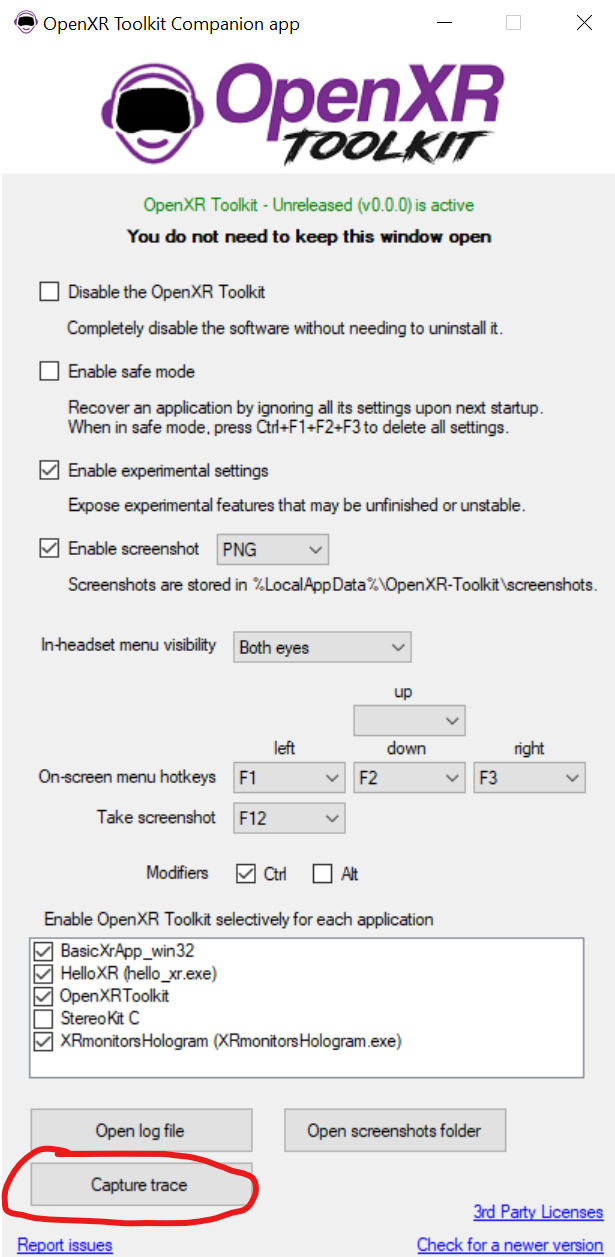 OpenXR Toolkit Companion app
OpenXR
TOOLKIT
OpenXR Toolkit - Unreleased (v0.0.0) is active
You do not need to keep this window open
Disable the OpenXR Toolkit
Completely disable the software without needing to uninstall it.
Enable safe mode
Recover an application by ignoring all its settings upon next startup.
When in safe mode, press Ctrl+F1+F2+F3 to delete all settings.
Enable experimental settings
Expose experimental features that may be unfinished or unstable.
Enable screenshot PNG
Screenshots are stored in %LocalAppData%\OpenXR-Toolkit\screenshots.
In-headset menu visibility Both eyes
up
left down right
On-screen menu hotkeys F1 F2 F3
Take screenshot F12
Modifiers Ctrl Alt
Enable OpenXR Toolkit selectively for each application
BasicXrApp_win32
HelloXR (hello_xr.exe)
OpenXRToolkit
StereoKit C
XRmonitorsHologram (XRmonitorsHologram.exe)
Open log file Open screenshots folder
Capture trace
3rd Party Licenses
Report issues Check for a newer version